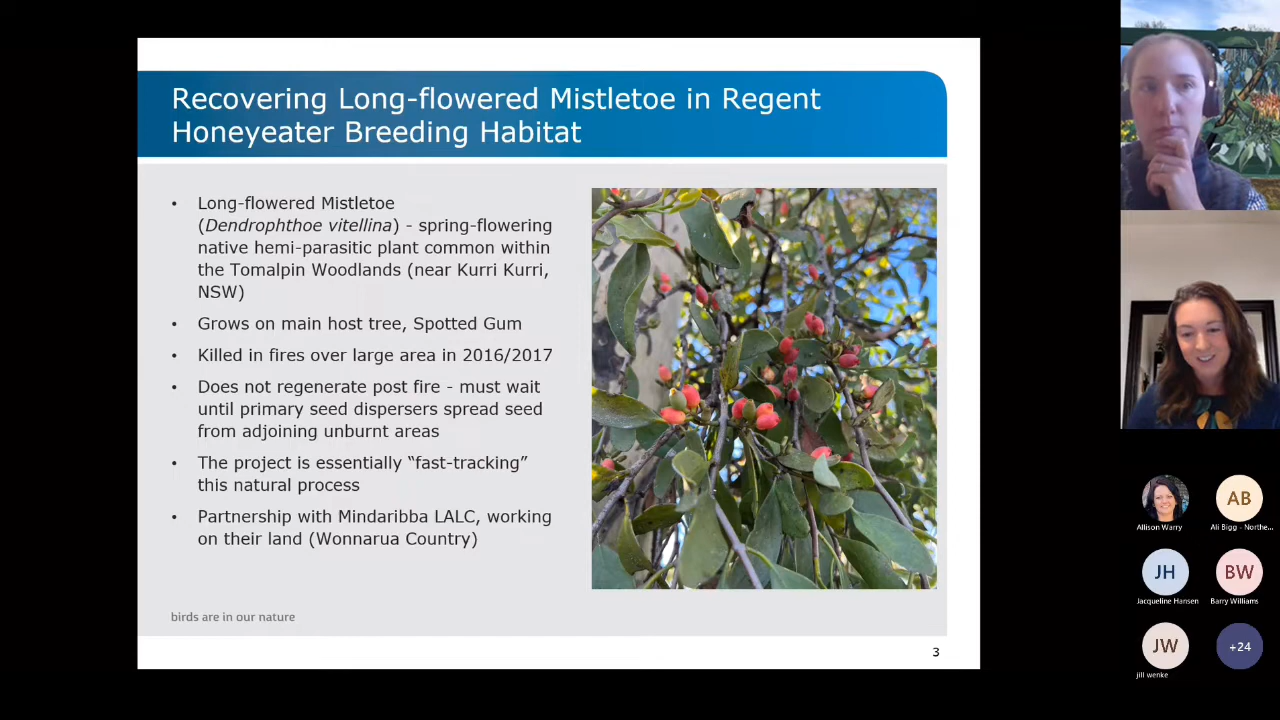 Recovering Long-flowered Mistletoe in Regent
Honeyeater Breeding Habitat
• Long-flowered Mistletoe
(Dendrophthoe vitellina) - spring-flowering
native hemi-parasitic plant common within
the Tomalpin Woodlands (near Kurri Kurri,
NSW)
• Grows on main host tree, Spotted Gum
• Killed in fires over large area in 2016/2017
• Does not regenerate post fire - must wait
until primary seed dispersers spread seed
from adjoining unburnt areas
• The project is essentially “fast-tracking”
this natural process
• Partnership with Mindaribba LALC, working
on their land (Wonnarua Country)
birds are in our nature
3
AB
Allison Warry
Ali Bigg - Northe...
JH
BW
Jacqueline Hansen
Barry Williams
JW
+24
jill wenke